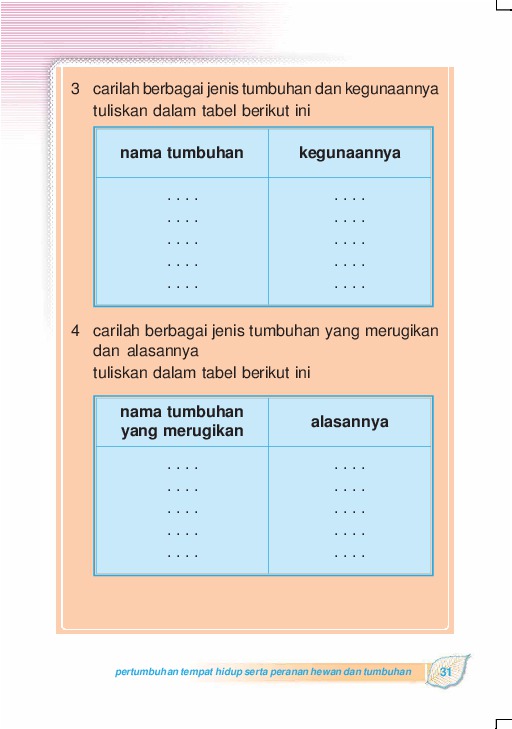 3 carilah berbagai jenis tumbuhan dan kegunaannya
tuliskan dalam tabel berikut ini
nama tumbuhan kegunaannya
. . . . . . . .
. . . . . . . .
. . . . . . . .
. . . . . . . .
. . . . . . . .
4 carilah berbagai jenis tumbuhan yang merugikan
dan alasannya
tuliskan dalam tabel berikut ini
nama tumbuhan
yang merugikan
alasannya
. . . . . . . .
. . . . . . . .
. . . . . . . .
. . . . . . . .
. . . . . . . .
pertumbuhan tempat hidup serta peranan hewan dan tumbuhan 31